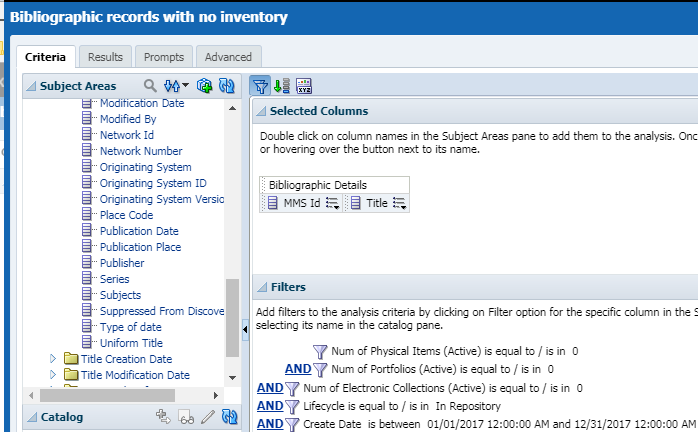 Bibliographic records with no inventory
Criteria Results Prompts Advanced
Subject Areas
Modification Date
Modified By
Network Id
Network Number
Originating System
Originating System ID
Originating System Versio
Place Code
Publication Date
Publication Place
Publisher
Series
Subjects
Suppressed From Discove
Type of date
Uniform Title
Title Creation Date
Title Modification Date
Catalog
XYZ
Selected Columns
Double click on column names in the Subject Areas pane to add them to the analysis. Onc
or hovering over the button next to its name.
Bibliographic Details
MMS Id Title
Filters
Add filters to the analysis criteria by clicking on Filter option for the specific column in the S
selecting its name in the catalog pane.
Num of Physical Items (Active) is equal to / is in 0
AND Num of Portfolios (Active) is equal to / is in 0
AND Num of Electronic Collections (Active) is equal to / is in 0
AND Lifecycle is equal to / is in In Repository
AND Create Date is between 01/01/2017 12:00:00 AM and 12/31/2017 12:00:00 AM